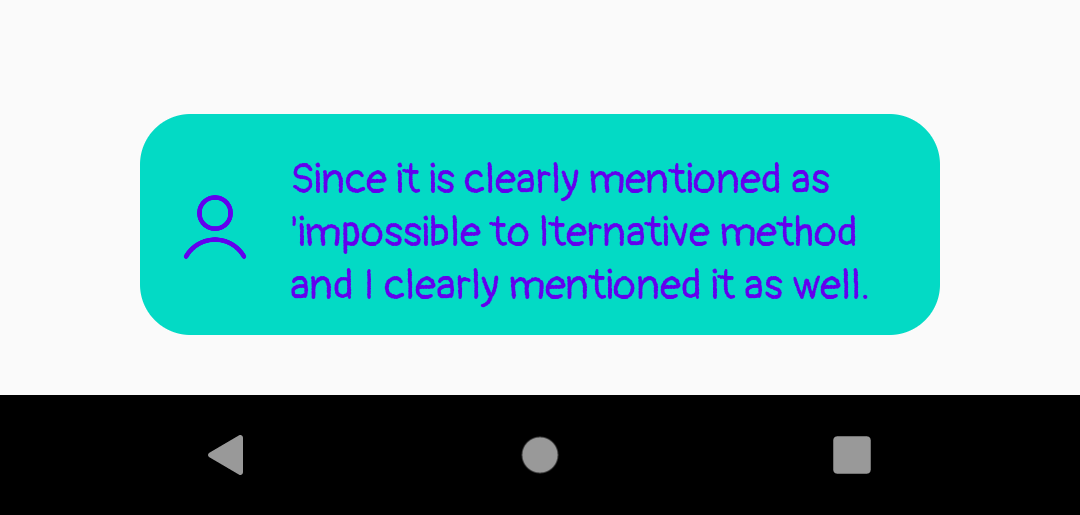 Since it is clearly mentioned as
'impossible to lternative method
and I clearly mentioned it as well.